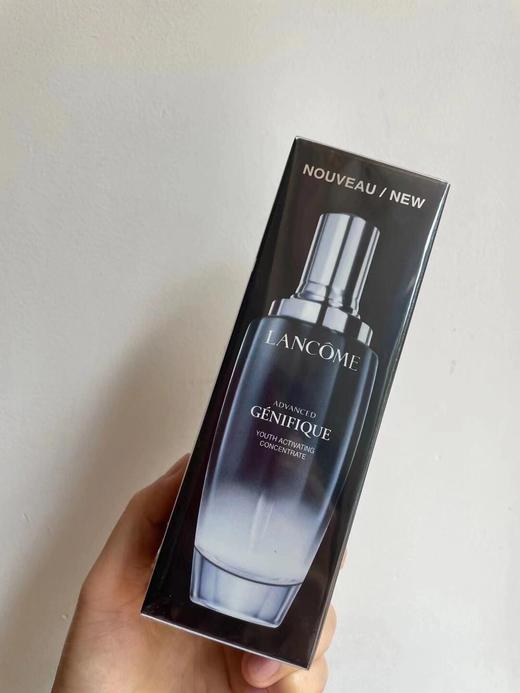 NOUVEAU / NEW
LANCÔME
ADVANCED
GÉNIFIQUE
YOUTH ACTIVATING
CONCENTRATE